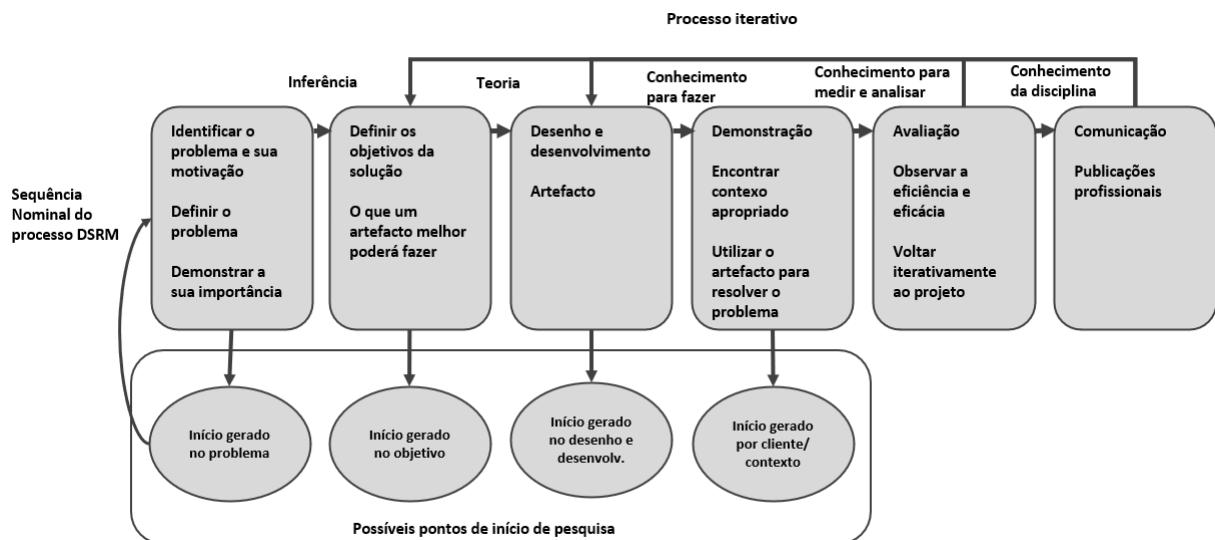 Processo iterativo
Inferência
Teoria
Conhecimento
para fazer
Conhecimento para
medir e analisar
Conhecimento
da disciplina
Sequência
Nominal do
processo DSRM
Identificar o
problema e sua
motivação
Definir o
problema
Demonstrar a
sua importância
Definir os
objetivos da
solução
O que um
artefacto melhor
poderá fazer
Desenho e
desenvolvimento
Artefacto
Demonstração
Encontrar
contexo
apropriado
Utilizar o
artefacto para
resolver o
problema
Avaliação
Observar a
eficiência e
eficácia
Voltar
iterativamente
ao projeto
Comunicação
Publicações
profissionais
Início gerado
no problema
Início gerado
no objetivo
Início gerado
no desenho e
desenvolv.
Início gerado
por cliente/
contexto
Possíveis pontos de início de pesquisa